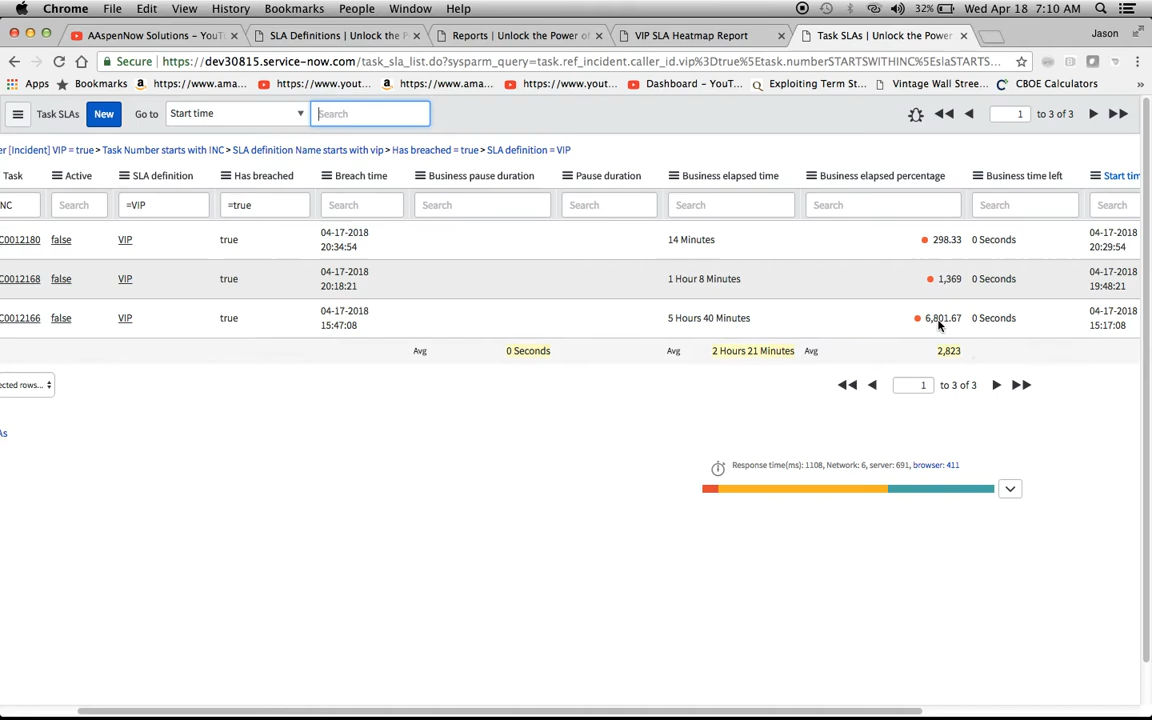 Chrome File Edit View History Bookmarks People Window Help 32% Wed Apr 18 7:10 AM
AAspenNow Solutions – YouTu SLA Definitions | Unlock the P Reports | Unlock the Power of VIP SLA Heatmap Report Task SLAs | Unlock the Power Jason
Secure https://dev30815.service-now.com/task_sla_list.do?sysparm_query=task.ref_incident.caller_id.vip%3Dtrue%5Etask.numberSTARTSWITHINC%5EslaSTARTS...
Apps Bookmarks https://www.ama... https://www.yout... https://www.ama... https://www.yout... Dashboard – YouT... Exploiting Term St... Vintage Wall Stree... CBOE Calculators »
Task SLAs New Go to Start time Search 1 to 3 of 3
er [Incident] VIP = true > Task Number starts with INC > SLA definition Name starts with vip > Has breached = true > SLA definition = VIP
Task Active SLA definition Has breached Breach time Business pause duration Pause duration Business elapsed time Business elapsed percentage Business time left Start tim
NC Search =VIP =true Search Search Search Search Search Search Search
C0012180 false VIP true 04-17-2018 20:34:54 14 Minutes 298.33 0 Seconds 04-17-2018 20:29:54
C0012168 false VIP true 04-17-2018 20:18:21 1 Hour 8 Minutes 1,369 0 Seconds 04-17-2018 19:48:21
C0012166 false VIP true 04-17-2018 15:47:08 5 Hours 40 Minutes 6,801.67 0 Seconds 04-17-2018 15:17:08
Avg 0 Seconds Avg 2 Hours 21 Minutes Avg 2,823
ected rows... 1 to 3 of 3
As
Response time(ms): 1108, Network: 6, server: 691, browser: 411